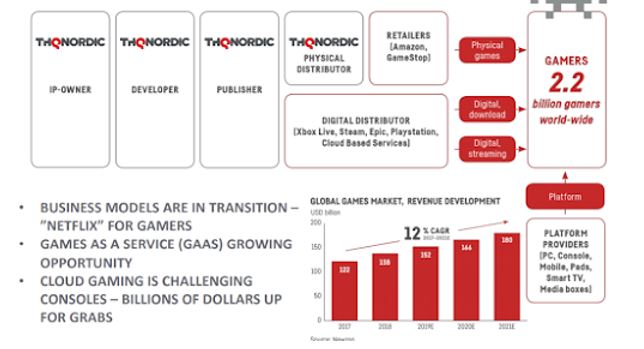 THQNORDIC
IP-OWNER
THQNORDIC
DEVELOPER
THQNORDIC
PUBLISHER
THQNORDIC
PHYSICAL
DISTRIBUTOR
RETAILERS
(Amazon,
GameStop)
Physical
games
DIGITAL DISTRIBUTOR
(Xbox Live, Steam, Epic, Playstation,
Cloud Based Services)
Digital,
download
Digital,
streaming
GAMERS
2.2
billion gamers
world-wide
Platform
PLATFORM
PROVIDERS
(PC, Console,
Mobile, Pads,
Smart TV,
Media boxes)
• BUSINESS MODELS ARE IN TRANSITION –
"NETFLIX" FOR GAMERS
• GAMES AS A SERVICE (GAAS) GROWING
OPPORTUNITY
• CLOUD GAMING IS CHALLENGING
CONSOLES – BILLIONS OF DOLLARS UP
FOR GRABS
GLOBAL GAMES MARKET, REVENUE DEVELOPMENT
USD billion
200
150
100
50
0
12 % CAGR
122
138
152
166
180
2017
2018
2019E
2020E
2021E
Source: Newzoo